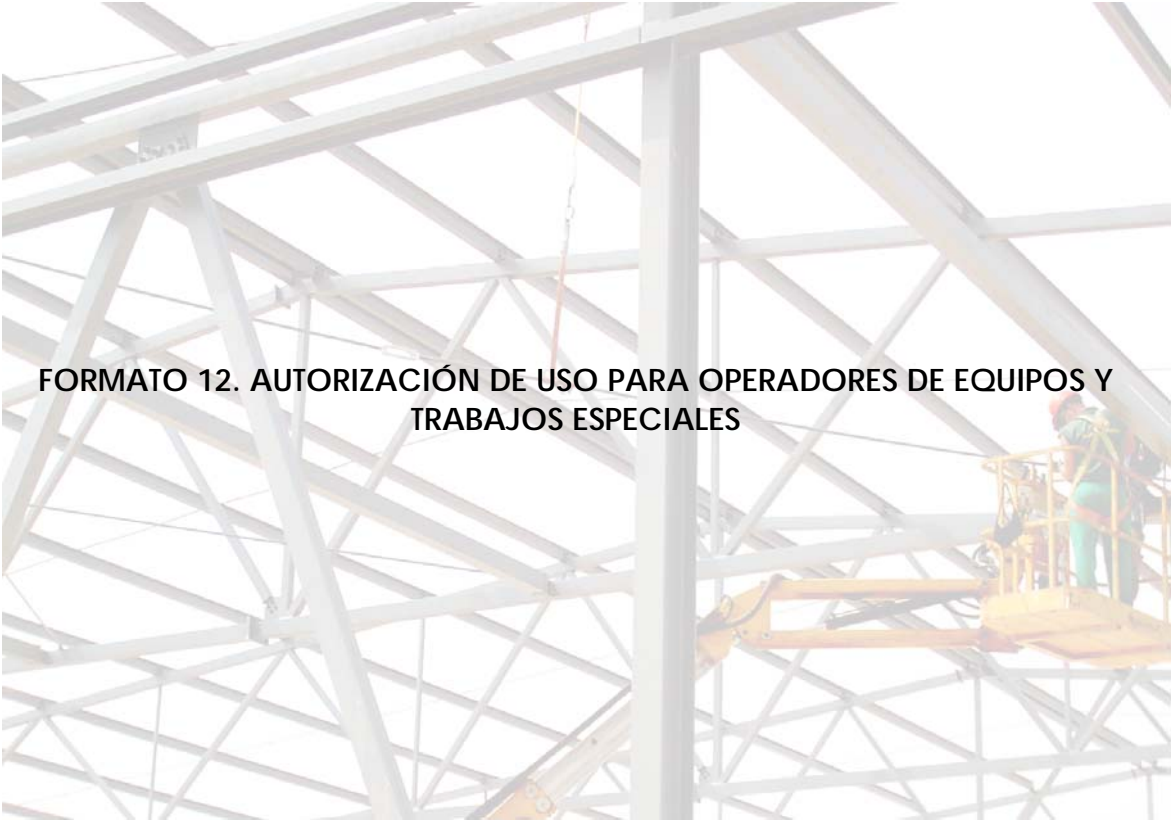 FORMATO 12. AUTORIZACIÓN DE USO PARA OPERADORES DE EQUIPOS Y
TRABAJOS ESPECIALES